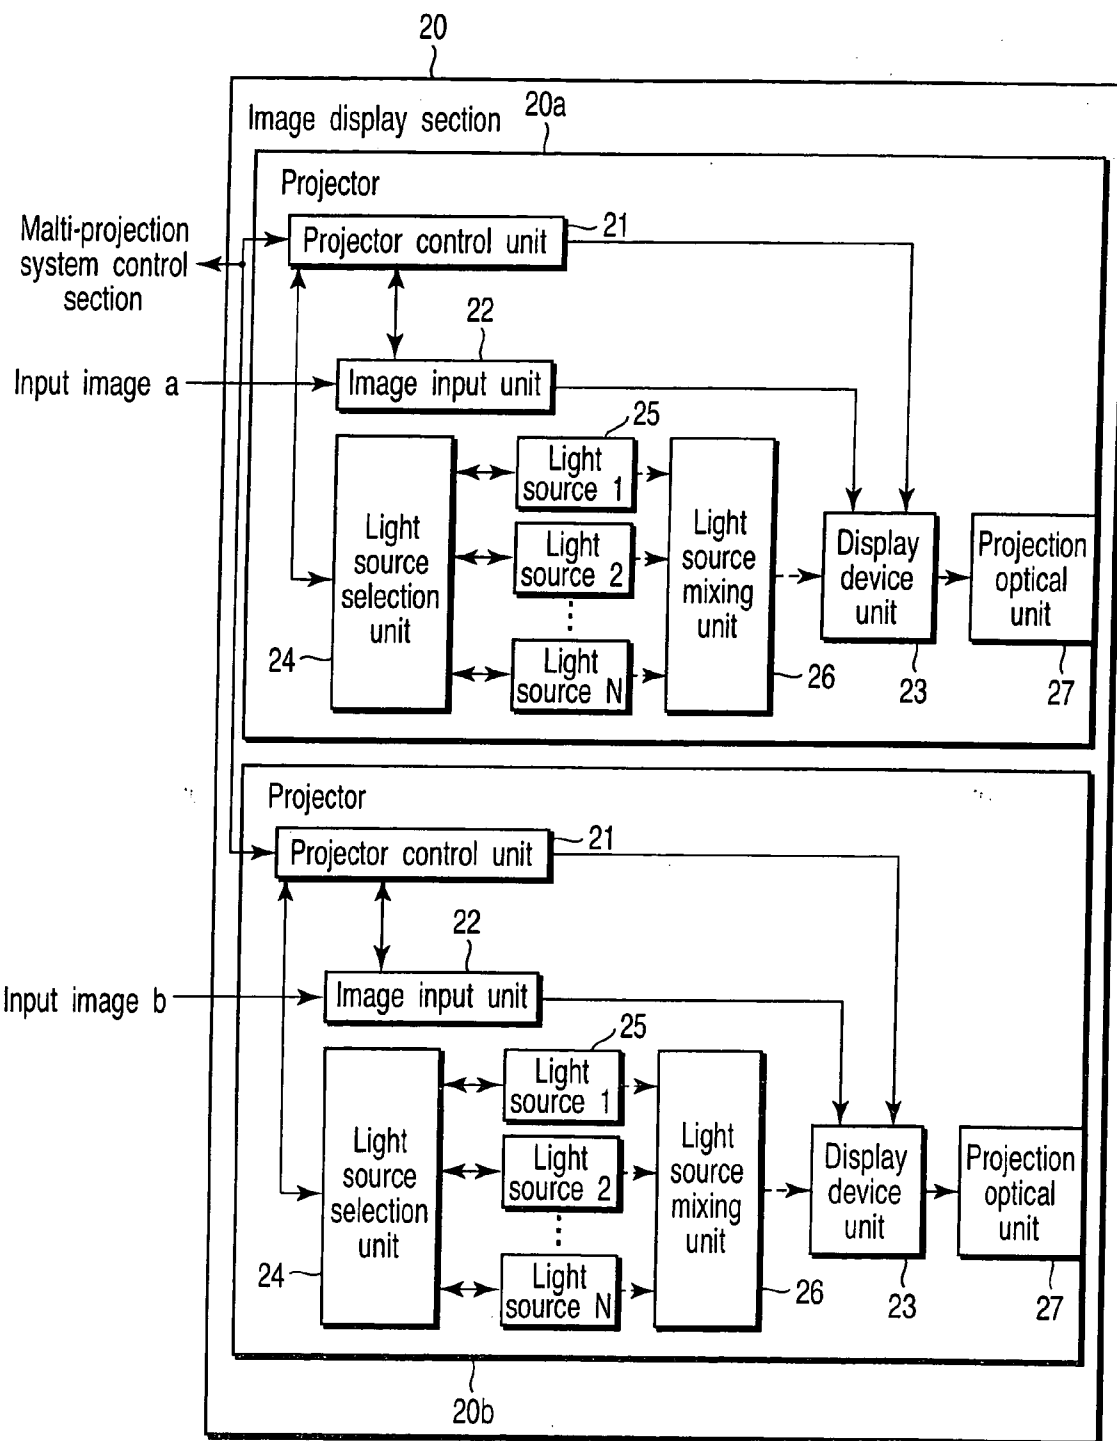 20
Image display section
20a
Projector
Malti-projection
system control
section
Projector control unit
21
22
Input image a
Image input unit
25
Light
source 1
Light
source
selection
unit
Light
source 2
Light
source
mixing
unit
Display
device
unit
Projection
optical
unit
24
Light
source N
26
23
27
Projector
Projector control unit
21
22
Input image b
Image input unit
25
Light
source 1
Light
source
selection
unit
Light
source 2
Light
source
mixing
unit
Display
device
unit
Projection
optical
unit
24
Light
source N
26
23
27
20b